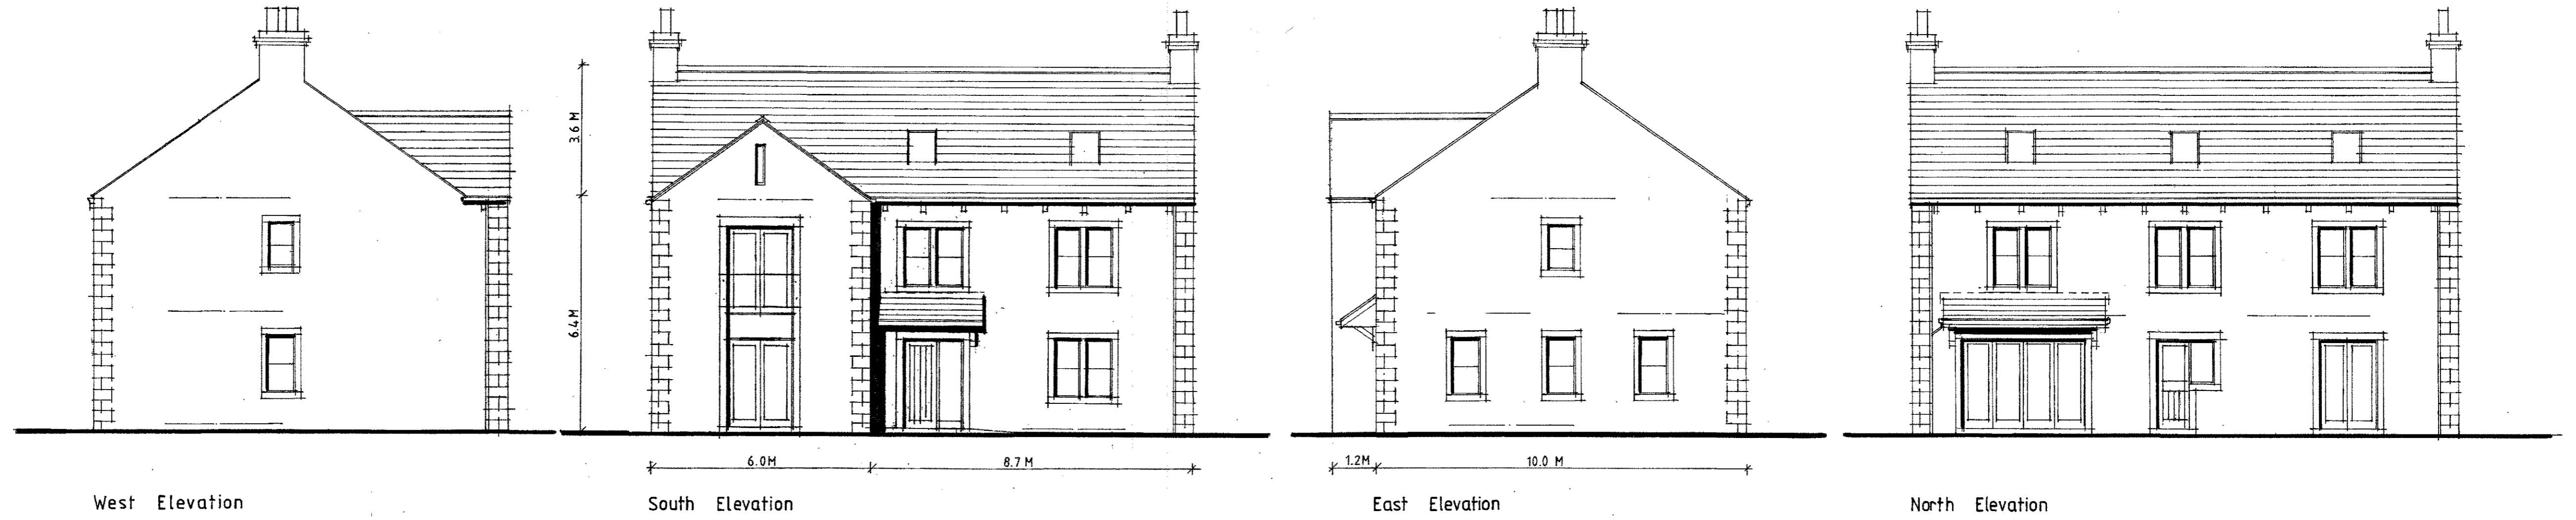 3.6 M
6.4 M
6.0M 8.7 M
1.2M 10.0 M
West Elevation
South Elevation
East Elevation
North Elevation